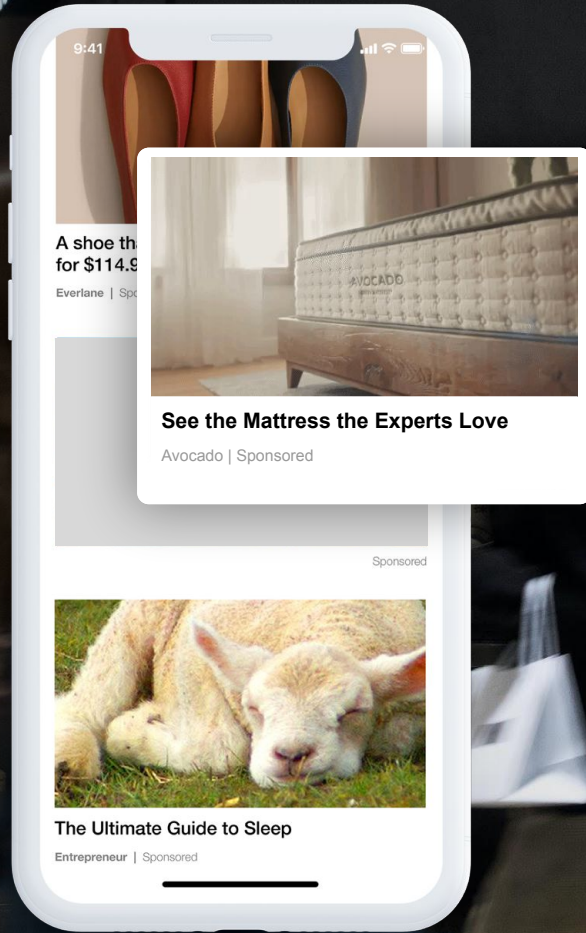 9:41
A shoe th
for $114.9
Everlane | Spo
AVOCADO
See the Mattress the Experts Love
Avocado | Sponsored
Sponsored
The Ultimate Guide to Sleep
Entrepreneur | Sponsored